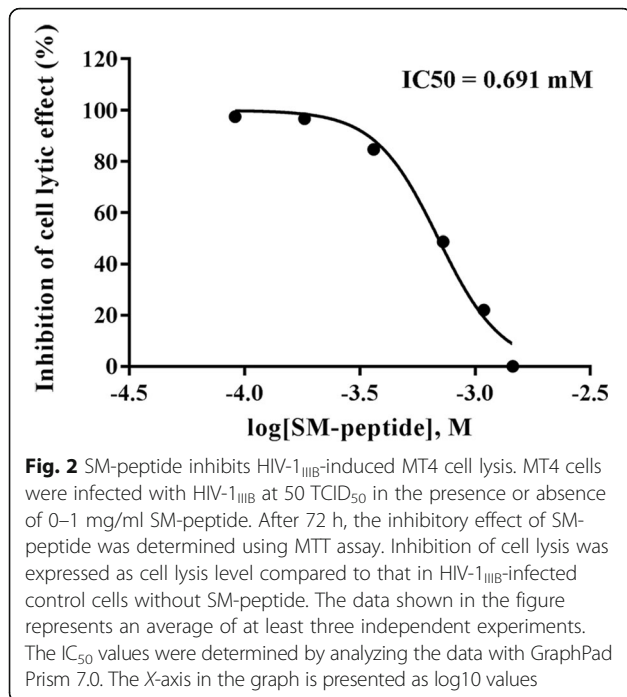 120
100
80
60
40
20
0
Inhibition of cell lytic effect (%)
IC50 = 0.691 mM
-4.5 -4.0 -3.5 -3.0 -2.5
log[SM-peptide], M
Fig. 2 SM-peptide inhibits HIV-1IIIB-induced MT4 cell lysis. MT4 cells
were infected with HIV-1IIIB at 50 TCID50 in the presence or absence
of 0–1 mg/ml SM-peptide. After 72 h, the inhibitory effect of SM-
peptide was determined using MTT assay. Inhibition of cell lysis was
expressed as cell lysis level compared to that in HIV-1IIIB-infected
control cells without SM-peptide. The data shown in the figure
represents an average of at least three independent experiments.
The IC50 values were determined by analyzing the data with GraphPad
Prism 7.0. The X-axis in the graph is presented as log10 values